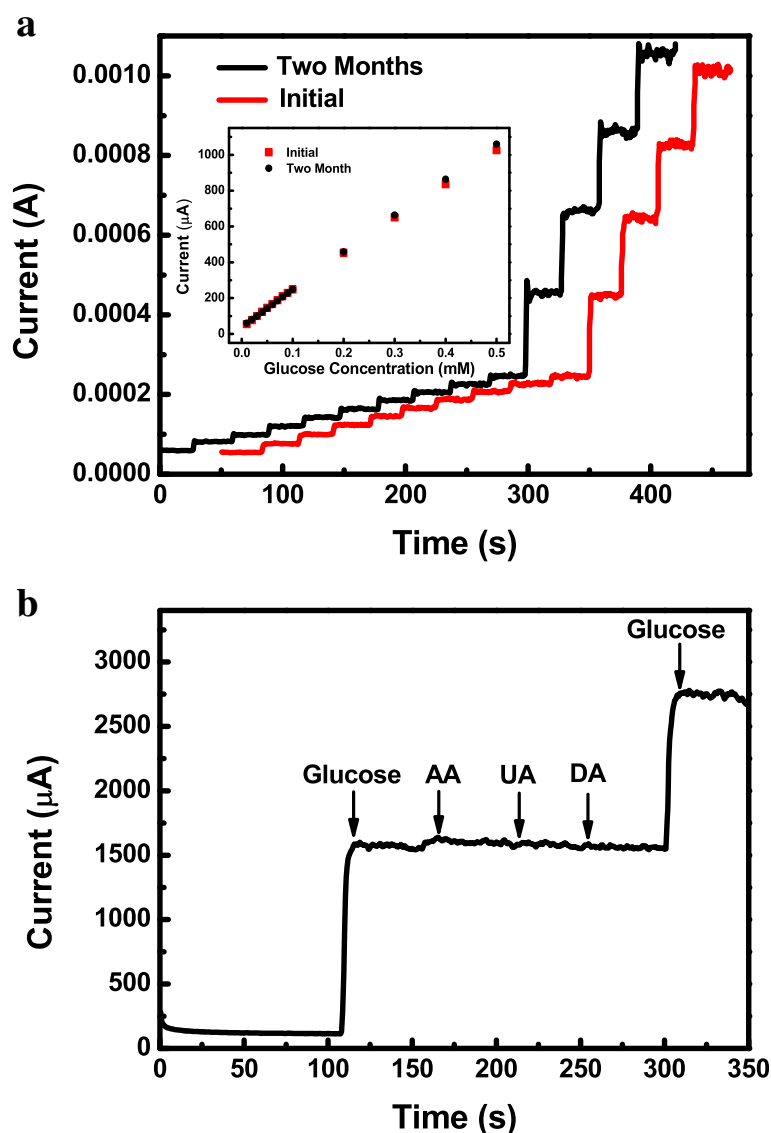 a
0.0010
0.0008
0.0006
0.0004
0.0002
0.0000
Current (A)
Two Months
Initial
1000
800
600
400
200
0
Current (μA)
Initial
Two Month
0.0 0.1 0.2 0.3 0.4 0.5
Glucose Concentration (mM)
0 100 200 300 400
Time (s)
b
3000
2500
2000
1500
1000
500
0
Current (μA)
Glucose
Glucose AA UA DA
0 50 100 150 200 250 300 350
Time (s)